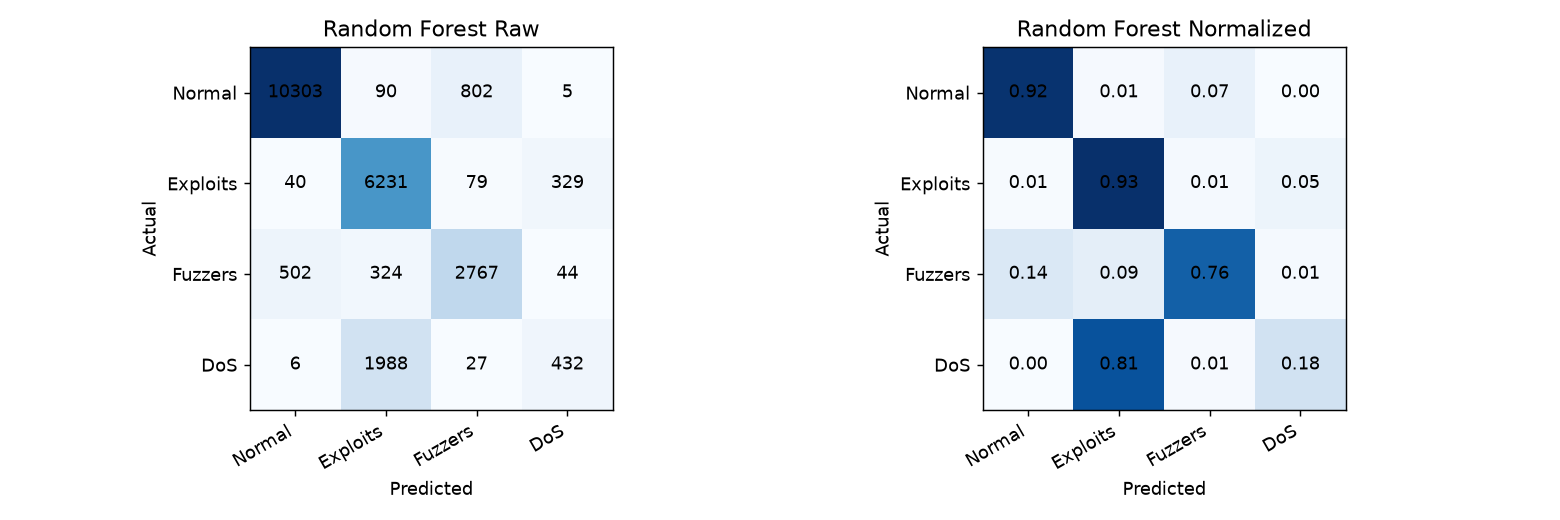 Random Forest Raw
Normal 10303 90 802 5
Exploits 40 6231 79 329
Fuzzers 502 324 2767 44
DoS 6 1988 27 432
Actual
Normal Exploits Fuzzers DoS
Predicted
Random Forest Normalized
Normal 0.92 0.01 0.07 0.00
Exploits 0.01 0.93 0.01 0.05
Fuzzers 0.14 0.09 0.76 0.01
DoS 0.00 0.81 0.01 0.18
Actual
Normal Exploits Fuzzers DoS
Predicted